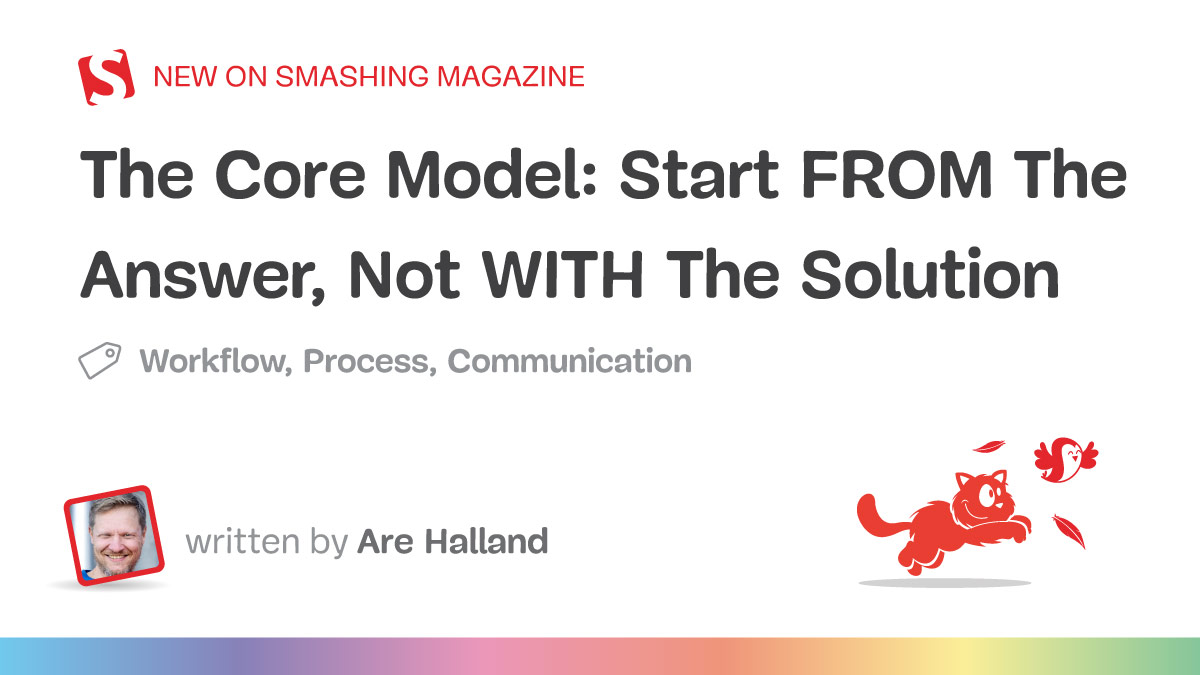 NEW ON SMASHING MAGAZINE
The Core Model: Start FROM The
Answer, Not WITH The Solution
Workflow, Process, Communication
written by Are Halland